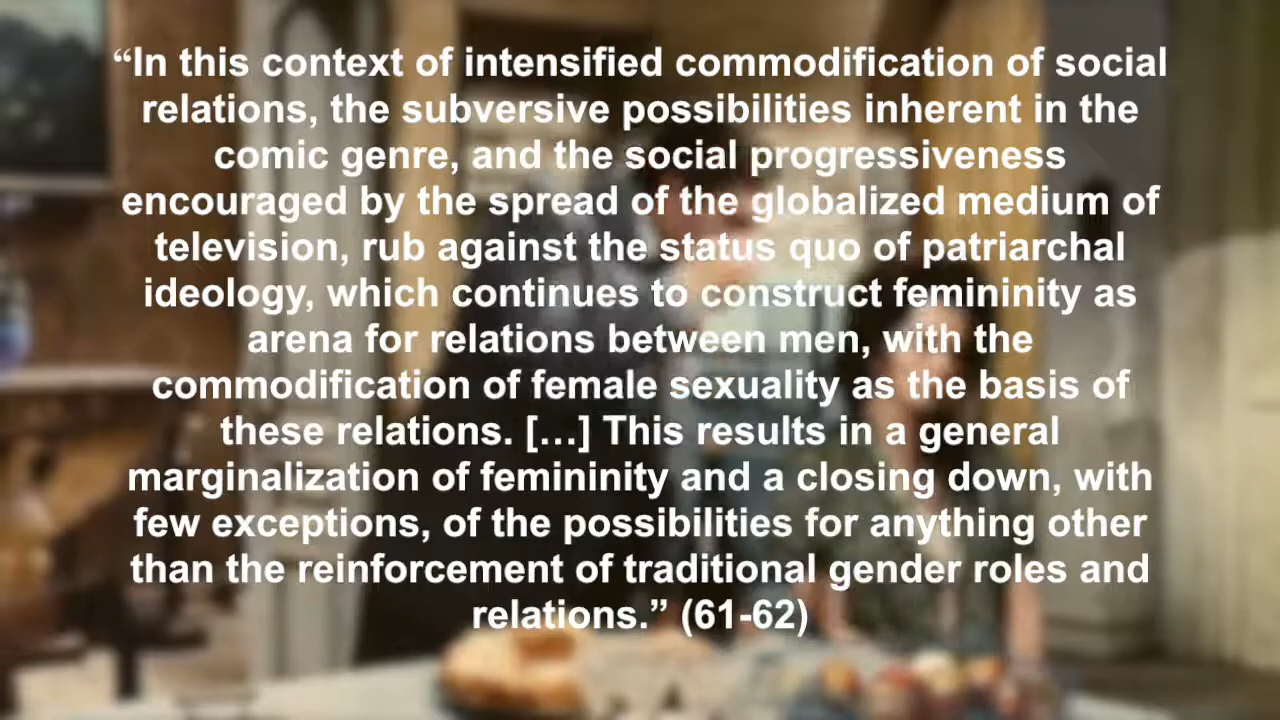 “In this context of intensified commodification of social
relations, the subversive possibilities inherent in the
comic genre, and the social progressiveness
encouraged by the spread of the globalized medium of
television, rub against the status quo of patriarchal
ideology, which continues to construct femininity as
arena for relations between men, with the
commodification of female sexuality as the basis of
these relations. […] This results in a general
marginalization of femininity and a closing down, with
few exceptions, of the possibilities for anything other
than the reinforcement of traditional gender roles and
relations.” (61-62)